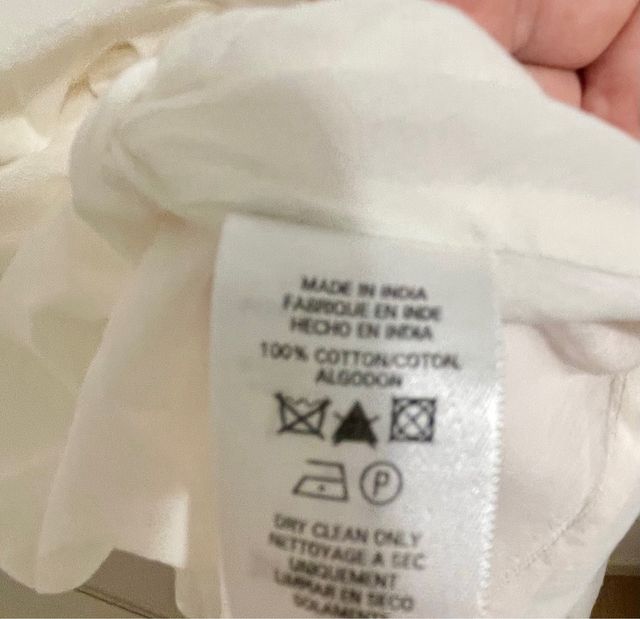 MADE IN INDIA
FABRIQUE EN INDE
HECHO EN INDIA
100% COTTON/COTON,
ALGODON
P
DRY CLEAN ONLY
NETTOYAGE A SEC
UNIQUEMENT
LIMPIAR EN SECO
SOLAMENTE